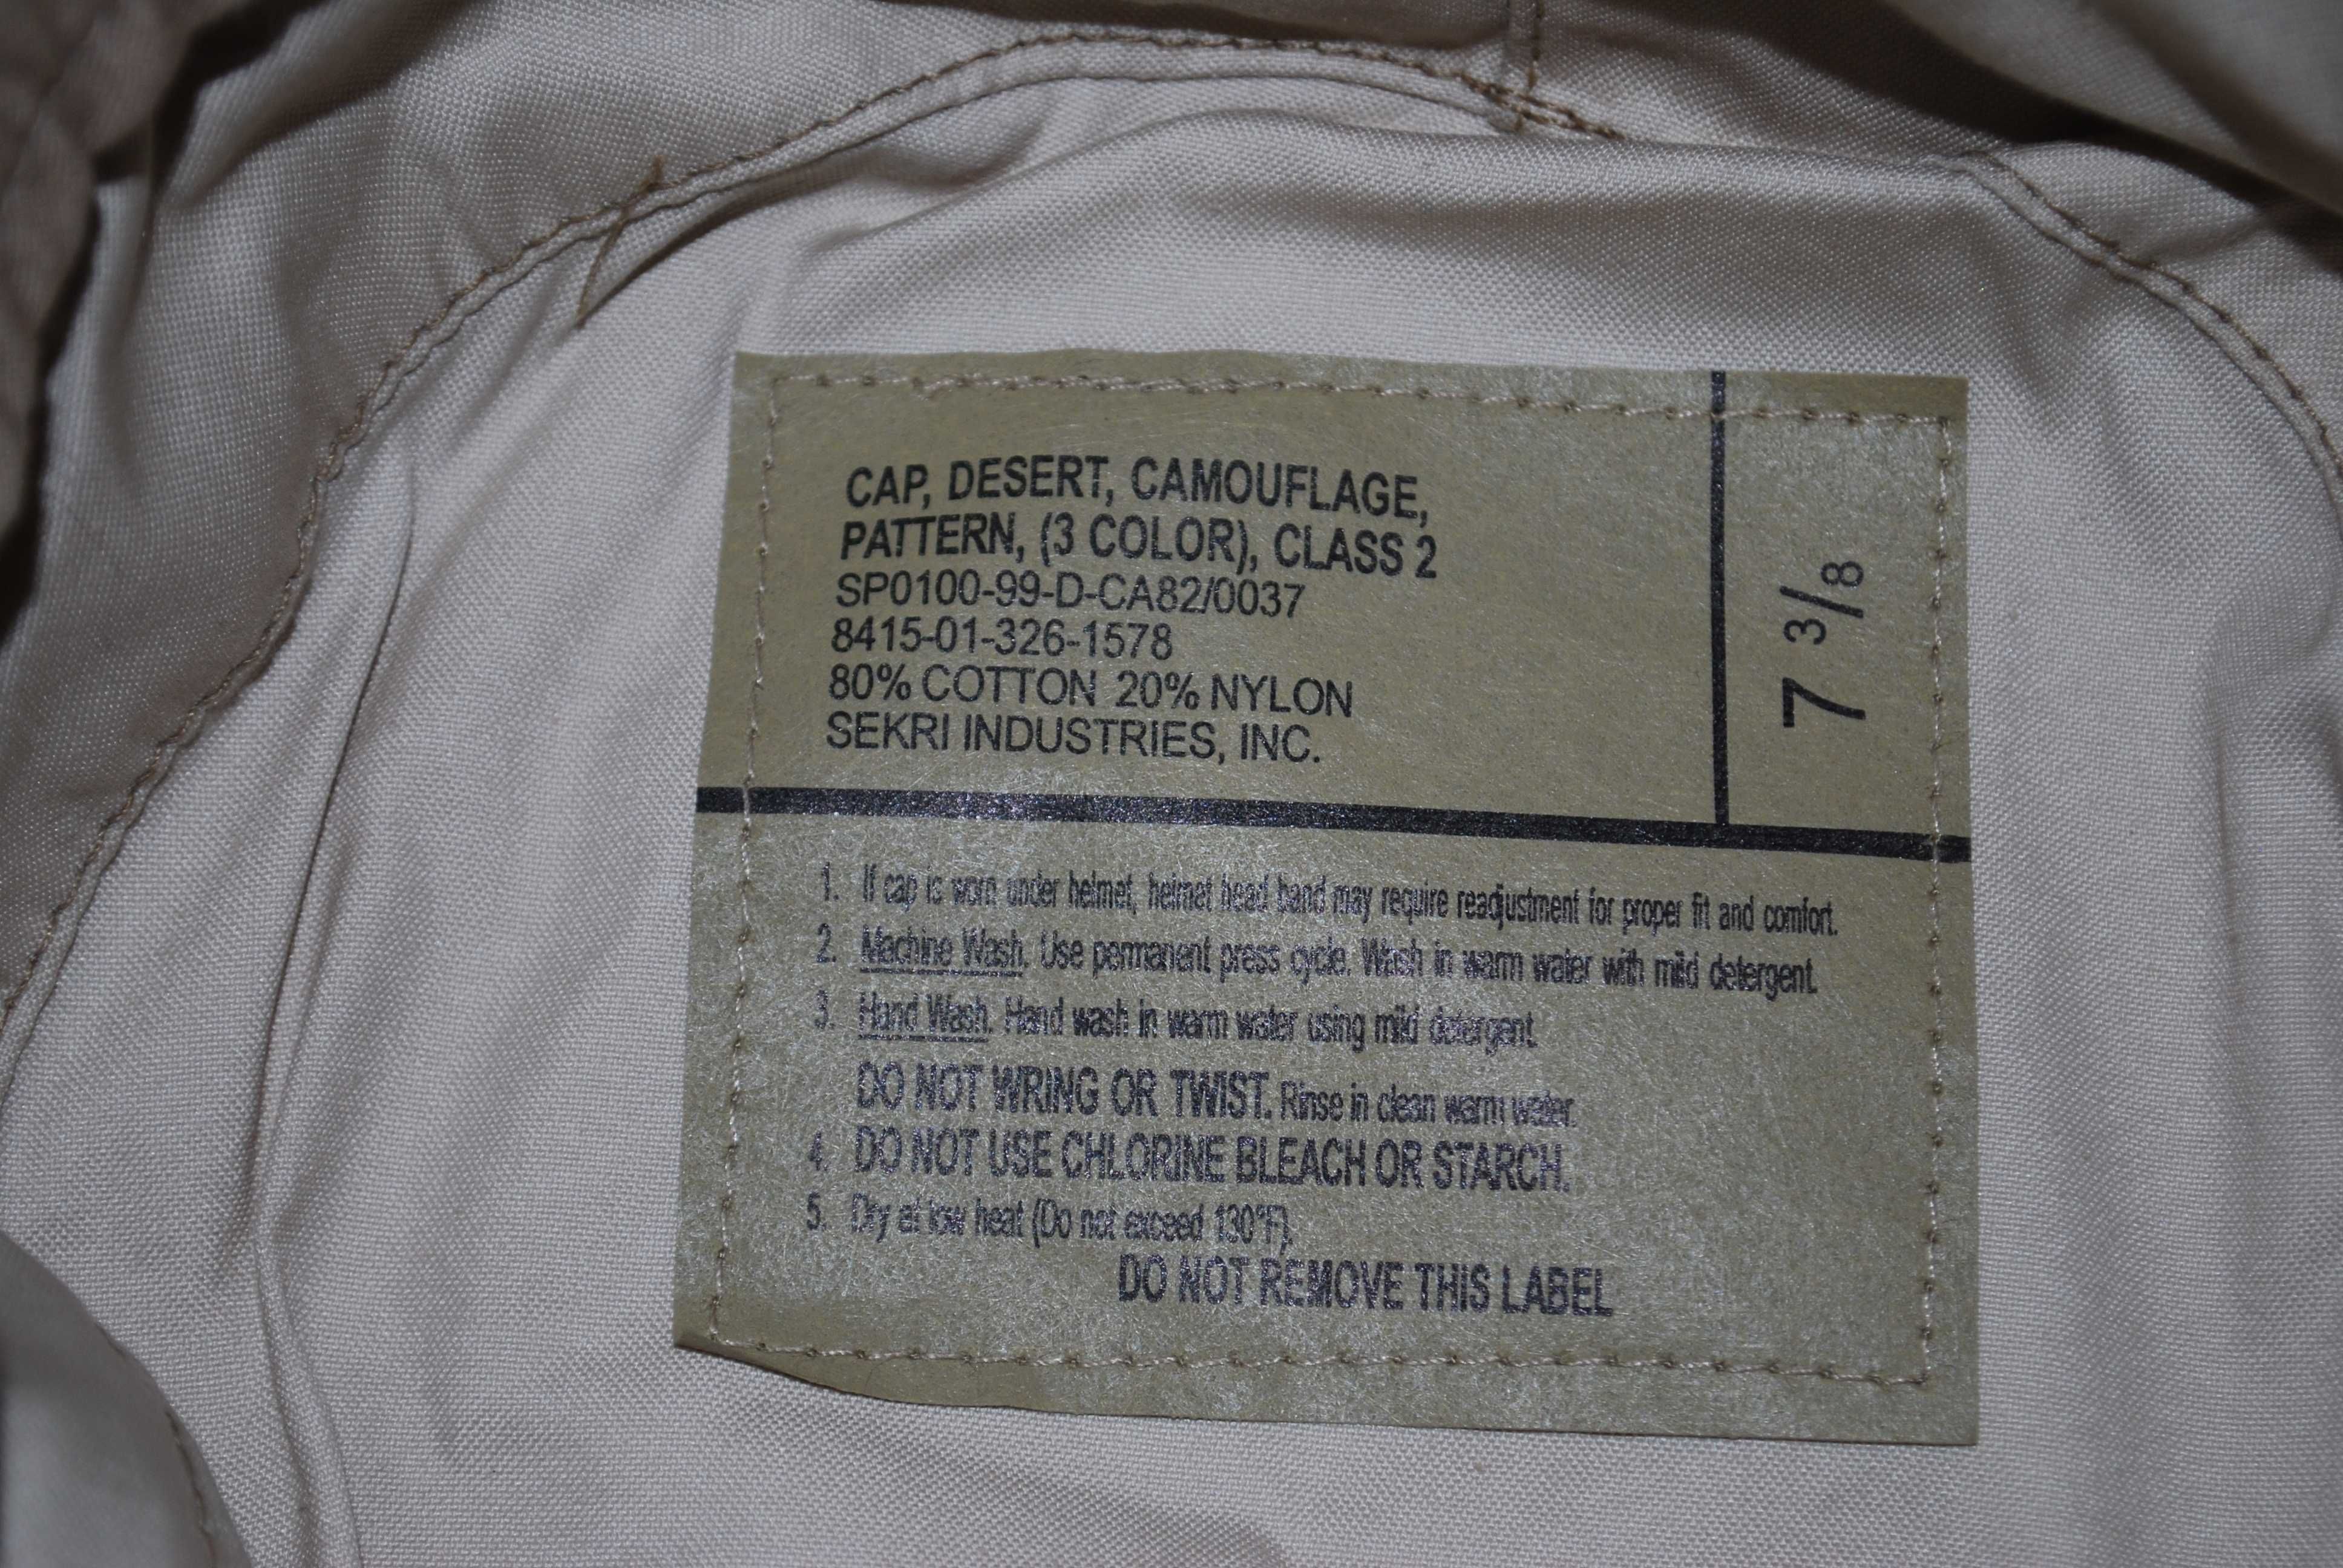 CAP, DESERT, CAMOUFLAGE,
PATTERN, (3 COLOR), CLASS 2
SP0100-99-D-CA82/0037
8415-01-326-1578
80% COTTON 20% NYLON
SEKRI INDUSTRIES, INC.
7 3/8
1. If cap is worn under helmet, helmet head band may require readjustment for proper fit and comfort.
2. Machine Wash. Use permanent press cycle. Wash in warm water with mild detergent.
3. Hand Wash. Hand wash in warm water using mild detergent.
DO NOT WRING OR TWIST. Rinse in clean warm water.
4. DO NOT USE CHLORINE BLEACH OR STARCH.
5. Dry at low heat (Do not exceed 130°F).
DO NOT REMOVE THIS LABEL